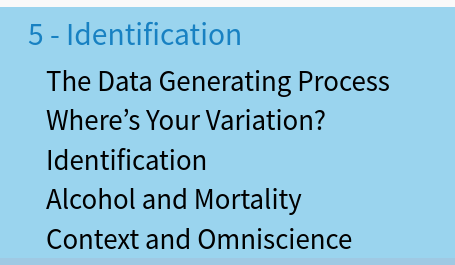 5 - Identification
The Data Generating Process
Where’s Your Variation?
Identification
Alcohol and Mortality
Context and Omniscience